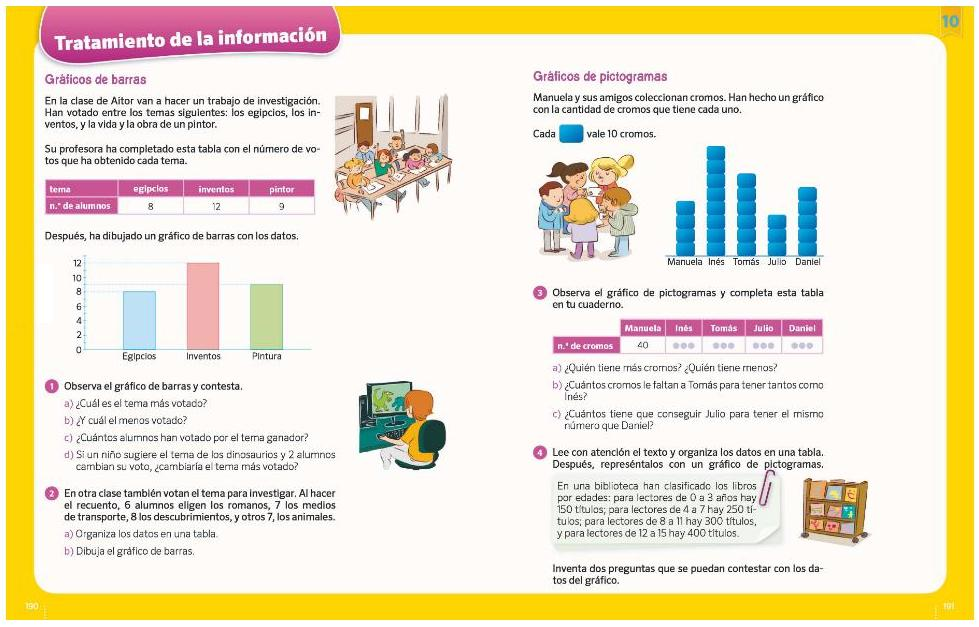 Tratamiento de la información
10
Gráficos de barras
En la clase de Aitor van a hacer un trabajo de investigación.
Han votado entre los temas siguientes: los egipcios, los in-
ventos, y la vida y la obra de un pintor.
Su profesora ha completado esta tabla con el número de vo-
tos que ha obtenido cada tema.
tema egipcios inventos pintor
n.º de alumnos 8 12 9
Después, ha dibujado un gráfico de barras con los datos.
12
10
8
6
4
2
0
Egipcios Inventos Pintura
1 Observa el gráfico de barras y contesta.
a) ¿Cuál es el tema más votado?
b) ¿Y cuál el menos votado?
c) ¿Cuántos alumnos han votado por el tema ganador?
d) Si un niño sugiere el tema de los dinosaurios y 2 alumnos
cambian su voto, ¿cambiaría el tema más votado?
2 En otra clase también votan el tema para investigar. Al hacer
el recuento, 6 alumnos eligen los romanos, 7 los medios
de transporte, 8 los descubrimientos, y otros 7, los animales.
a) Organiza los datos en una tabla.
b) Dibuja el gráfico de barras.
190
Gráficos de pictogramas
Manuela y sus amigos coleccionan cromos. Han hecho un gráfico
con la cantidad de cromos que tiene cada uno.
Cada vale 10 cromos.
Manuela Inés Tomás Julio Daniel
3 Observa el gráfico de pictogramas y completa esta tabla
en tu cuaderno.
Manuela Inés Tomás Julio Daniel
n.º de cromos 40
a) ¿Quién tiene más cromos? ¿Quién tiene menos?
b) ¿Cuántos cromos le faltan a Tomás para tener tantos como
Inés?
c) ¿Cuántos tiene que conseguir Julio para tener el mismo
número que Daniel?
4 Lee con atención el texto y organiza los datos en una tabla.
Después, represéntalos con un gráfico de pictogramas.
En una biblioteca han clasificado los libros
por edades: para lectores de 0 a 3 años hay
150 títulos; para lectores de 4 a 7 hay 250 tí-
tulos; para lectores de 8 a 11 hay 300 títulos,
y para lectores de 12 a 15 hay 400 títulos.
Inventa dos preguntas que se puedan contestar con los da-
tos del gráfico.
191